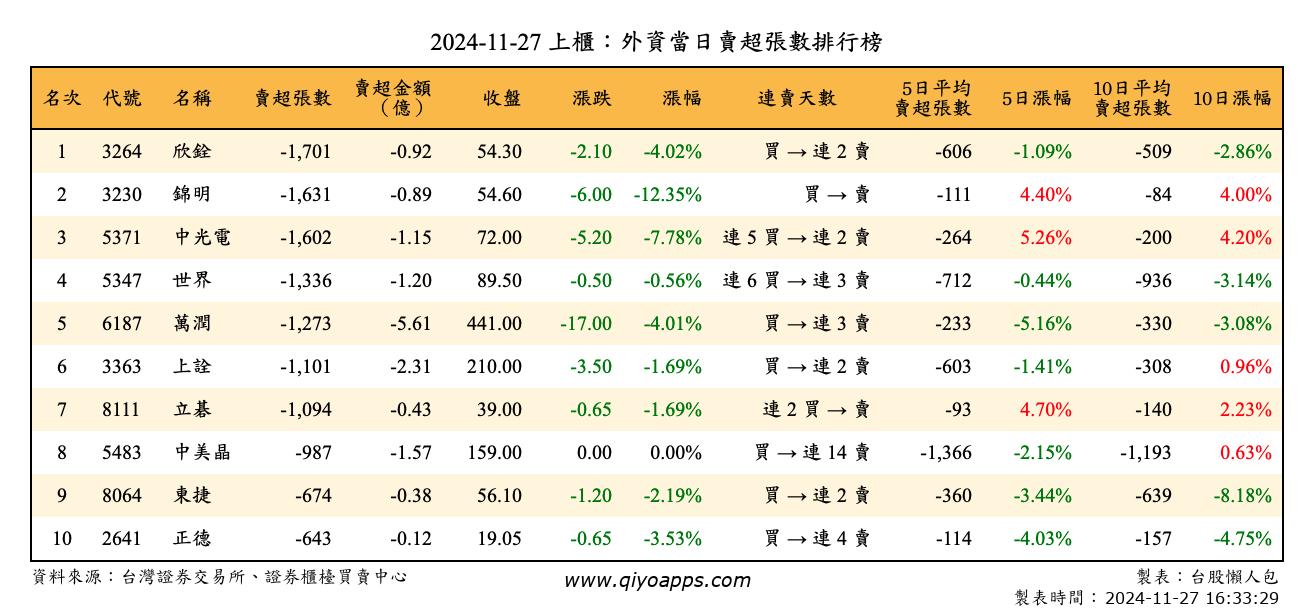 2024-11-27 上櫃：外資當日賣超張數排行榜
名次 代號 名稱 賣超張數 賣超金額（億） 收盤 漲跌 漲幅 連賣天數 5日平均賣超張數 5日漲幅 10日平均賣超張數 10日漲幅
1 3264 欣銓 -1,701 -0.92 54.30 -2.10 -4.02% 買 → 連 2 賣 -606 -1.09% -509 -2.86%
2 3230 錦明 -1,631 -0.89 54.60 -6.00 -12.35% 買 → 賣 -111 4.40% -84 4.00%
3 5371 中光電 -1,602 -1.15 72.00 -5.20 -7.78% 連 5 買 → 連 2 賣 -264 5.26% -200 4.20%
4 5347 世界 -1,336 -1.20 89.50 -0.50 -0.56% 連 6 買 → 連 3 賣 -712 -0.44% -936 -3.14%
5 6187 萬潤 -1,273 -5.61 441.00 -17.00 -4.01% 買 → 連 3 賣 -233 -5.16% -330 -3.08%
6 3363 上詮 -1,101 -2.31 210.00 -3.50 -1.69% 買 → 連 2 賣 -603 -1.41% -308 0.96%
7 8111 立碁 -1,094 -0.43 39.00 -0.65 -1.69% 連 2 買 → 賣 -93 4.70% -140 2.23%
8 5483 中美晶 -987 -1.57 159.00 0.00 0.00% 買 → 連 14 賣 -1,366 -2.15% -1,193 0.63%
9 8064 東捷 -674 -0.38 56.10 -1.20 -2.19% 買 → 連 2 賣 -360 -3.44% -639 -8.18%
10 2641 正德 -643 -0.12 19.05 -0.65 -3.53% 買 → 連 4 賣 -114 -4.03% -157 -4.75%
資料來源：台灣證券交易所、證券櫃檯買賣中心 www.qiyoapps.com 製表：台股懶人包
製表時間：2024-11-27 16:33:29